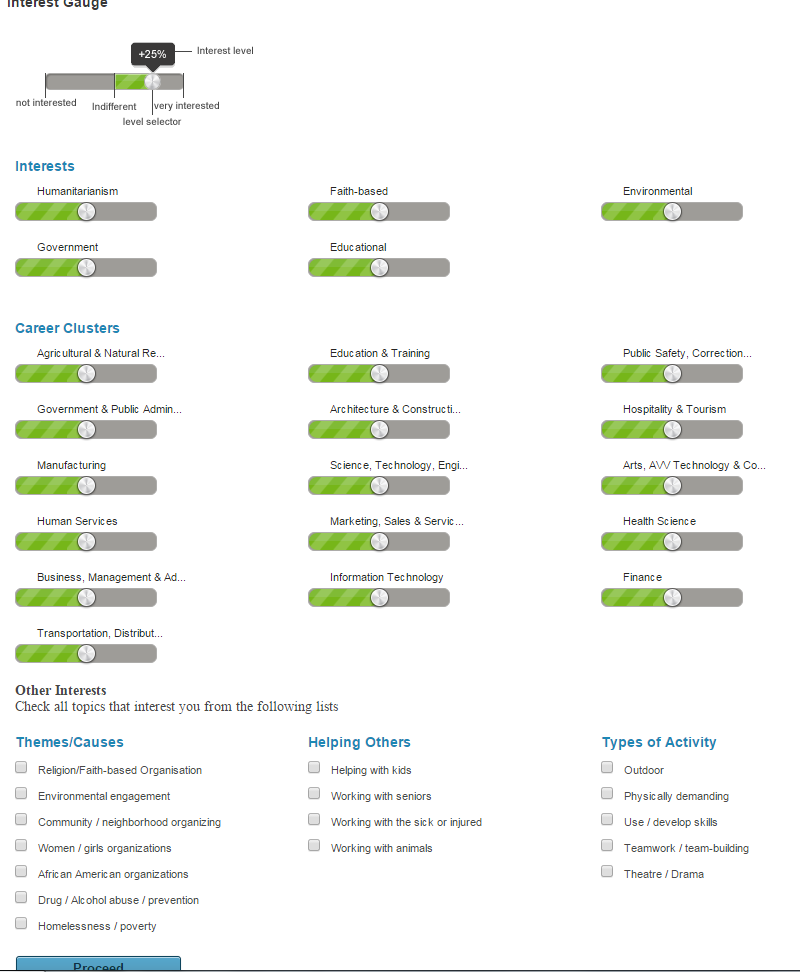 Interest Gauge
+25%
Interest level
not interested
Indifferent
very interested
level selector
Interests
Humanitarianism
Faith-based
Environmental
Government
Educational
Career Clusters
Agricultural & Natural Re...
Education & Training
Public Safety, Correction...
Government & Public Admin...
Architecture & Constructi...
Hospitality & Tourism
Manufacturing
Science, Technology, Engi...
Arts, A\/V Technology & Co...
Human Services
Marketing, Sales & Servic...
Health Science
Business, Management & Ad...
Information Technology
Finance
Transportation, Distribut...
Other Interests
Check all topics that interest you from the following lists
Themes/Causes
Religion/Faith-based Organisation
Environmental engagement
Community / neighborhood organizing
Women / girls organizations
African American organizations
Drug / Alcohol abuse / prevention
Homelessness / poverty
Helping Others
Helping with kids
Working with seniors
Working with the sick or injured
Working with animals
Types of Activity
Outdoor
Physically demanding
Use / develop skills
Teamwork / team-building
Theatre / Drama
Proceed